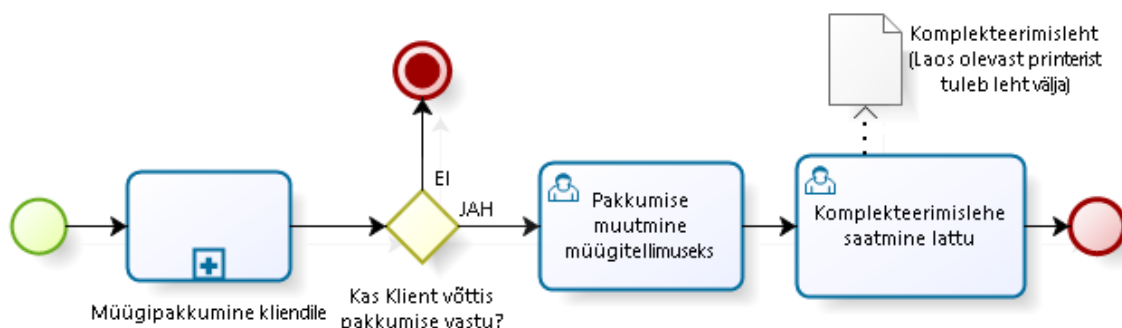 Komplekteerimisleht
(Laos olevast printerist
tuleb leht välja)
EI
JAH
Pakkumise
muutmine
müügitellimuseks
Komplekteerimislehe
saatmine lattu
Müügipakkumine kliendile
Kas Klient võttis
pakkumise vastu?